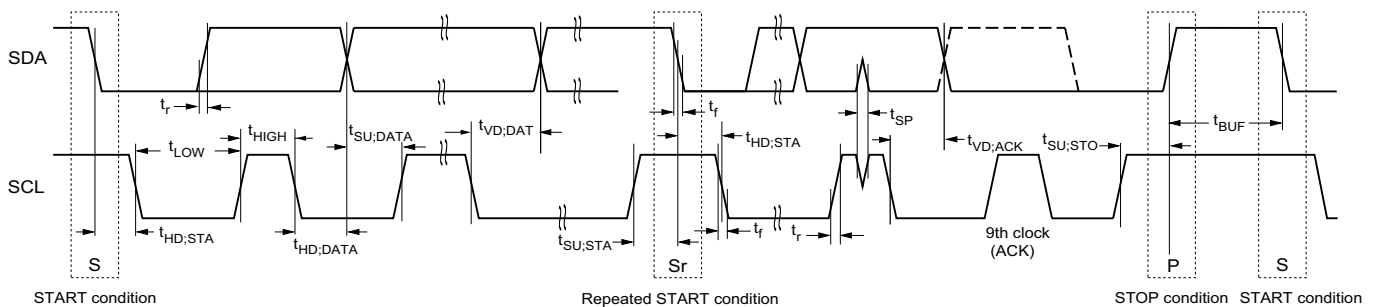 SDA
t_r
t_f
t_SP
t_BUF
t_HIGH
t_SU;DATA
t_VD;DAT
t_HD;STA
t_VD;ACK
t_SU;STO
t_LOW
SCL
t_HD;STA
t_HD;DATA
t_SU;STA
t_f
t_r
9th clock
(ACK)
S
Sr
P
S
START condition
Repeated START condition
STOP condition
START condition